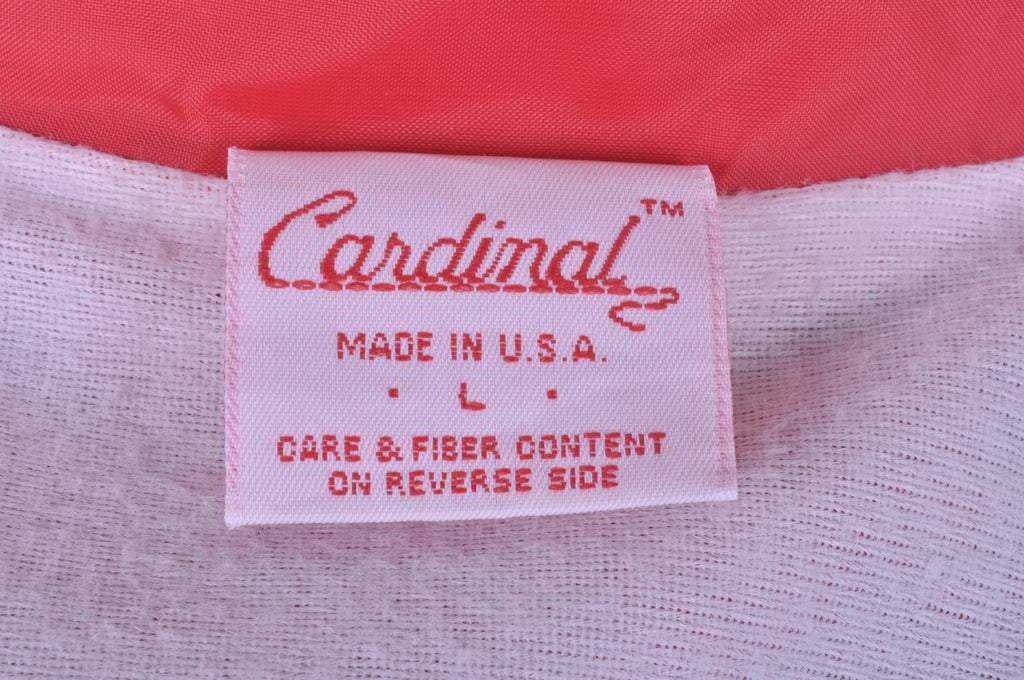 Cardinal™
MADE IN U.S.A.
· L ·
CARE & FIBER CONTENT
ON REVERSE SIDE